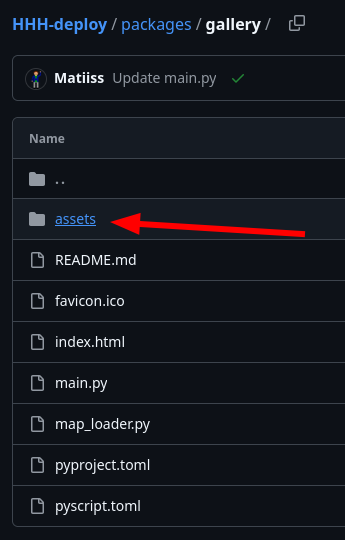 HHH-deploy / packages / gallery /
Matiiss Update main.py
Name
..
assets
README.md
favicon.ico
index.html
main.py
map_loader.py
pyproject.toml
pyscript.toml